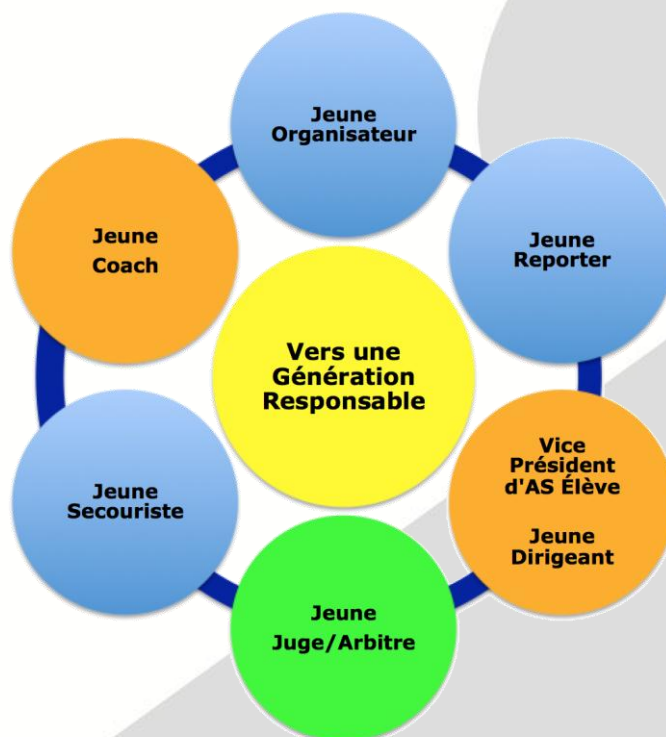 Jeune
Organisateur
Jeune
Coach
Jeune
Reporter
Vers une
Génération
Responsable
Vice
Président
d'AS Élève
Jeune
Dirigeant
Jeune
Secouriste
Jeune
Juge/Arbitre